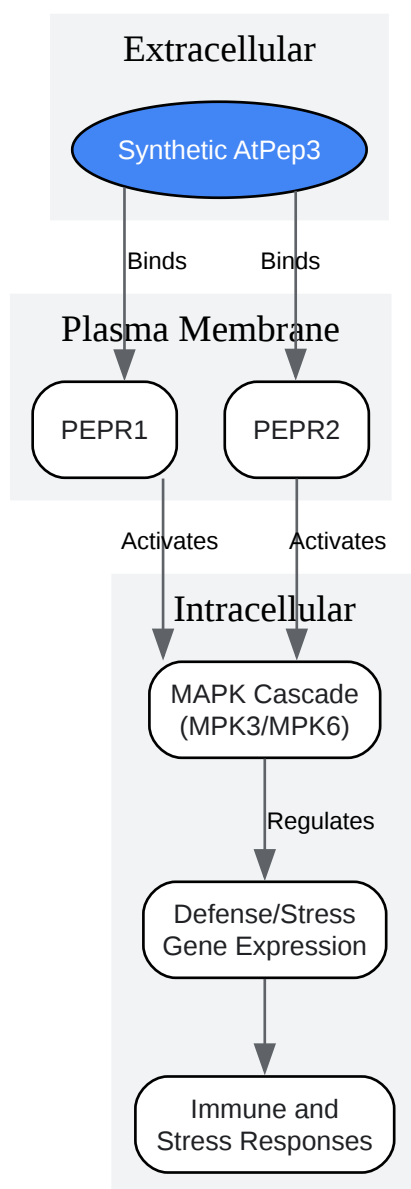 Extracellular
Synthetic AtPep3
Binds
Binds
Plasma Membrane
PEPR1
PEPR2
Activates
Activates
Intracellular
MAPK Cascade
(MPK3/MPK6)
Regulates
Defense/Stress
Gene Expression
Immune and
Stress Responses